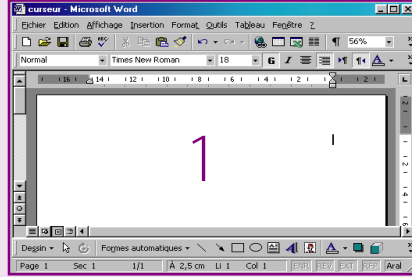 curseur - Microsoft Word
Fichier Edition Affichage Insertion Format Outils Tableau Fenêtre ?
56%
Normal Times New Roman 18 G I S
16 14 12 10 8 6 4 2 2
1
Dessin Formes automatiques
Page 1 Sec 1 1/1 À 2,5 cm Li 1 Col 1 ENR REV EXT RFP Aral